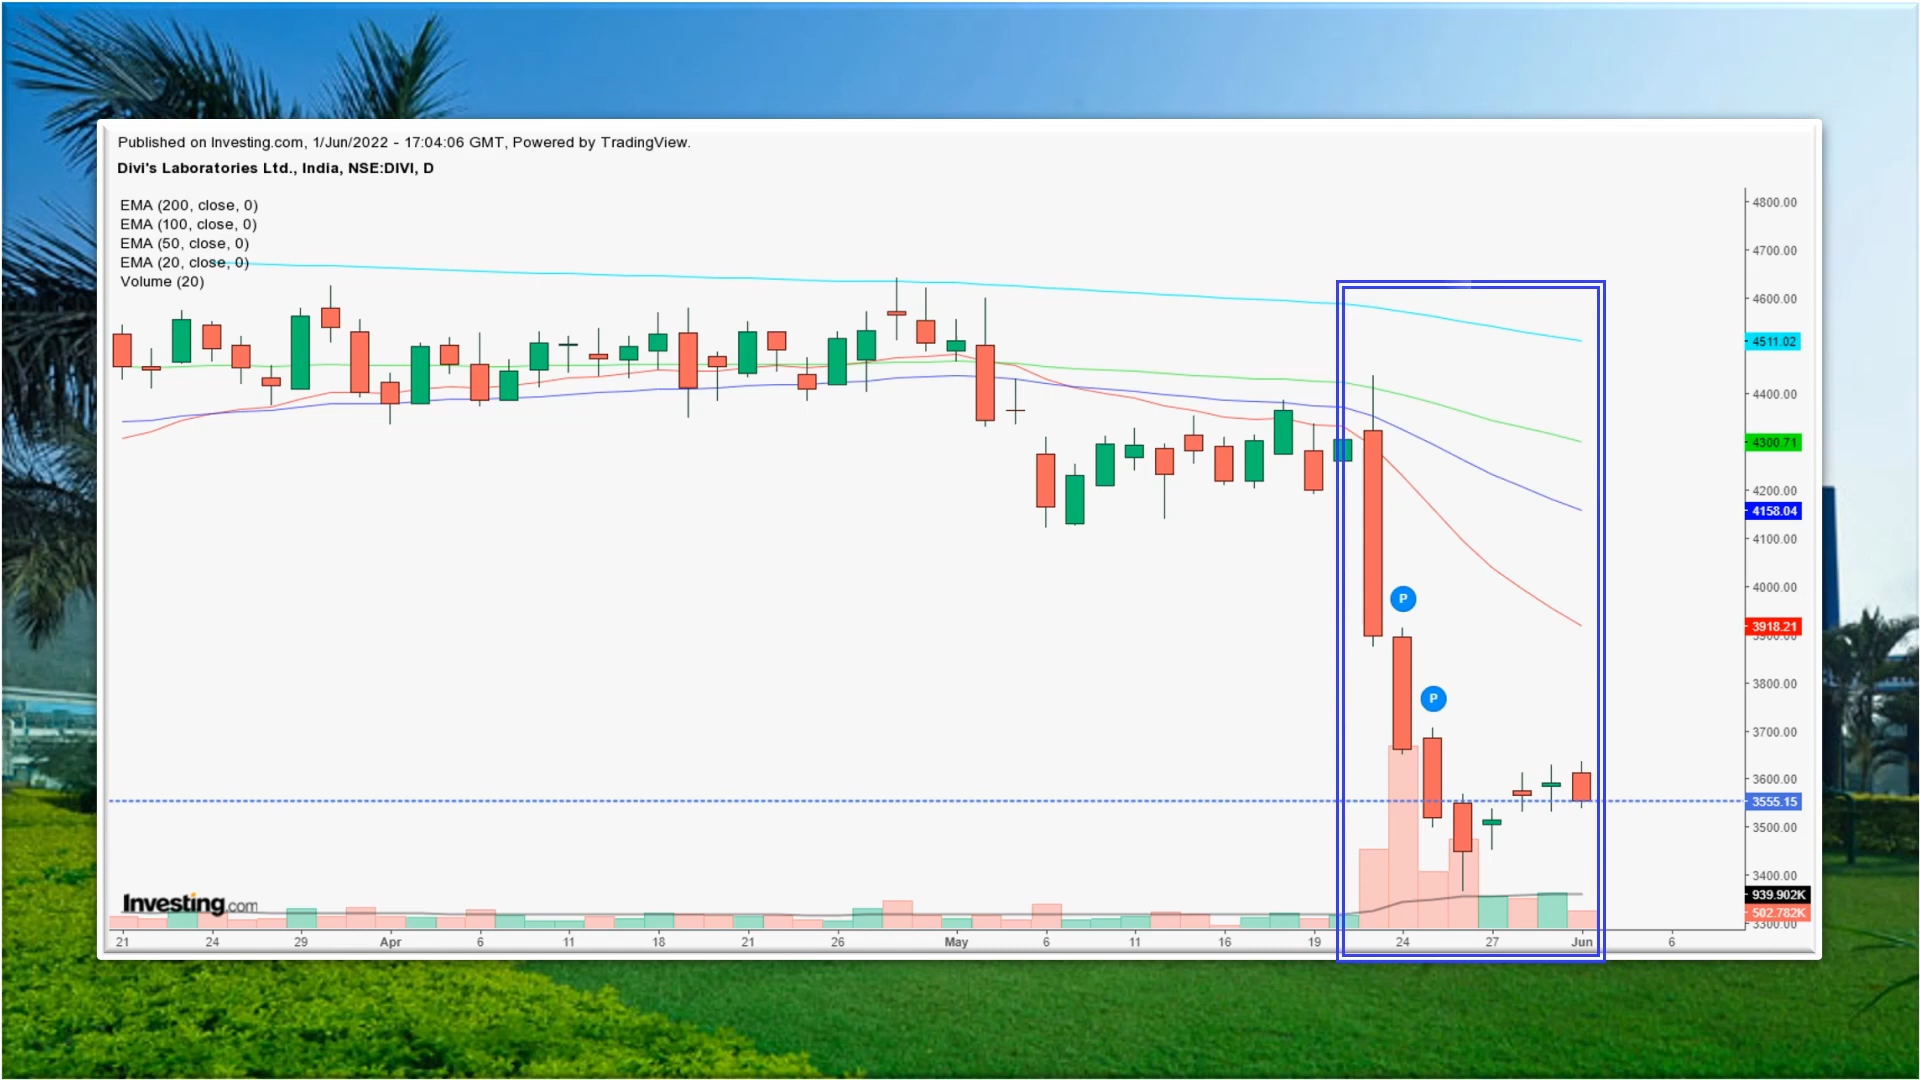 Published on Investing.com, 1/Jun/2022 - 17:04:06 GMT, Powered by TradingView.
Divi's Laboratories Ltd., India, NSE:DIVI, D
EMA (200, close, 0)
EMA (100, close, 0)
EMA (50, close, 0)
EMA (20, close, 0)
Volume (20)
4800.00
4700.00
4600.00
4511.02
4400.00
4300.71
4200.00
4158.04
4100.00
4000.00
3918.21
3900.00
3800.00
3700.00
3600.00
3555.15
3500.00
3400.00
939.902K
502.782K
3300.00
P
P
Investing.com
21 24 29 Apr 6 11 18 21 26 May 6 11 16 19 24 27 Jun 6